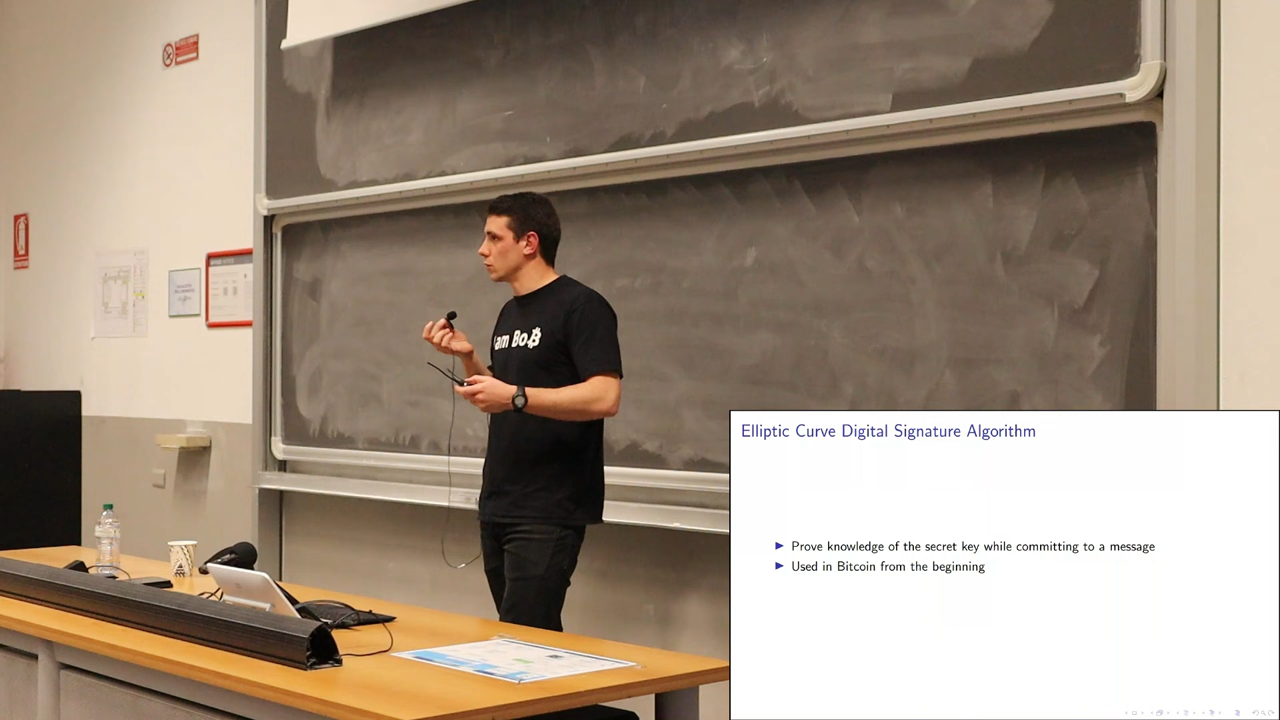 am Bo₿
Elliptic Curve Digital Signature Algorithm
Prove knowledge of the secret key while committing to a message
Used in Bitcoin from the beginning